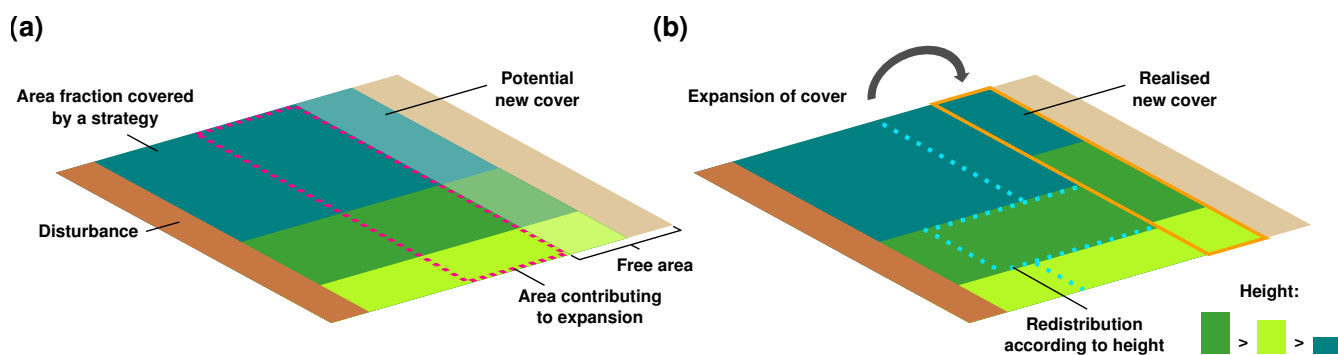 (a)
Area fraction covered
by a strategy
Potential
new cover
Disturbance
Free area
Area contributing
to expansion
(b)
Expansion of cover
Realised
new cover
Redistribution
according to height
Height:
> >